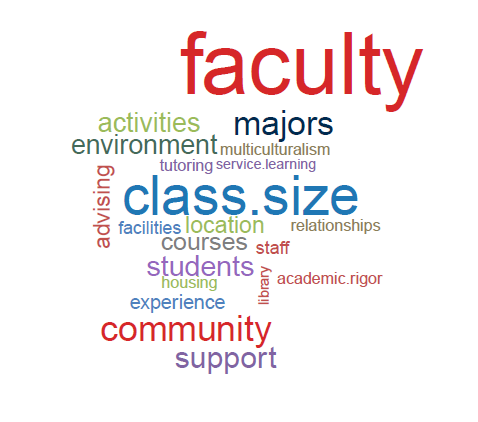 faculty
activities majors
environment multiculturalism
tutoring service.learning
advising
class.size
facilities location relationships
courses staff
students
housing library academic.rigor
experience
community
support